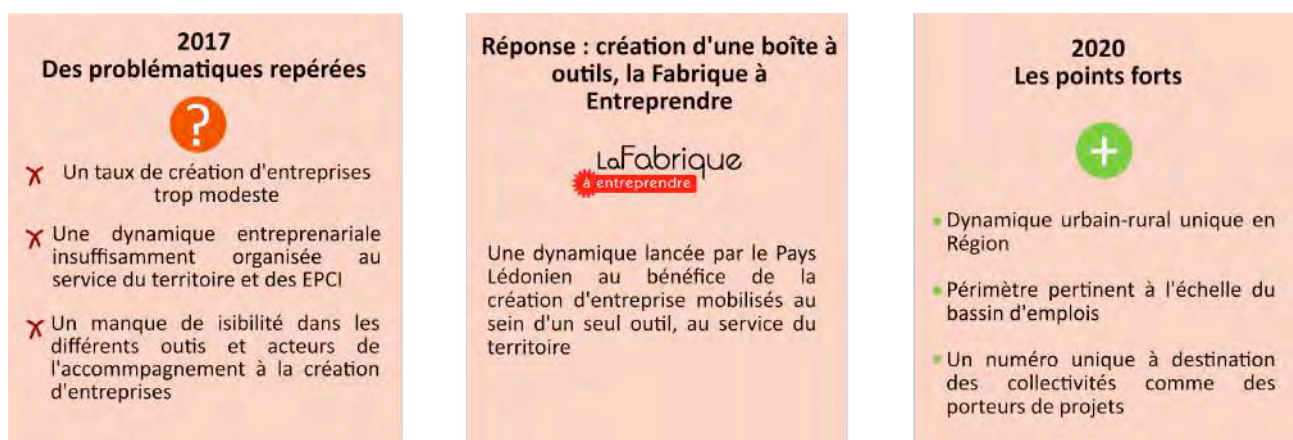 2017
Des problématiques repérées
?
Un taux de création d'entreprises
trop modeste
Une dynamique entreprenariale
insuffisamment organisée au
service du territoire et des EPCI
Un manque de isibilité dans les
différents outis et acteurs de
l'accommpagnement à la création
d'entreprises
Réponse : création d'une boîte à
outils, la Fabrique à
Entreprendre
LaFabrique
à entreprendre
Une dynamique lancée par le Pays
Lédonien au bénéfice de la
création d'entreprise mobilisés au
sein d'un seul outil, au service du
territoire
2020
Les points forts
+
Dynamique urbain-rural unique en
Région
Périmètre pertinent à l'échelle du
bassin d'emplois
Un numéro unique à destination
des collectivités comme des
porteurs de projets